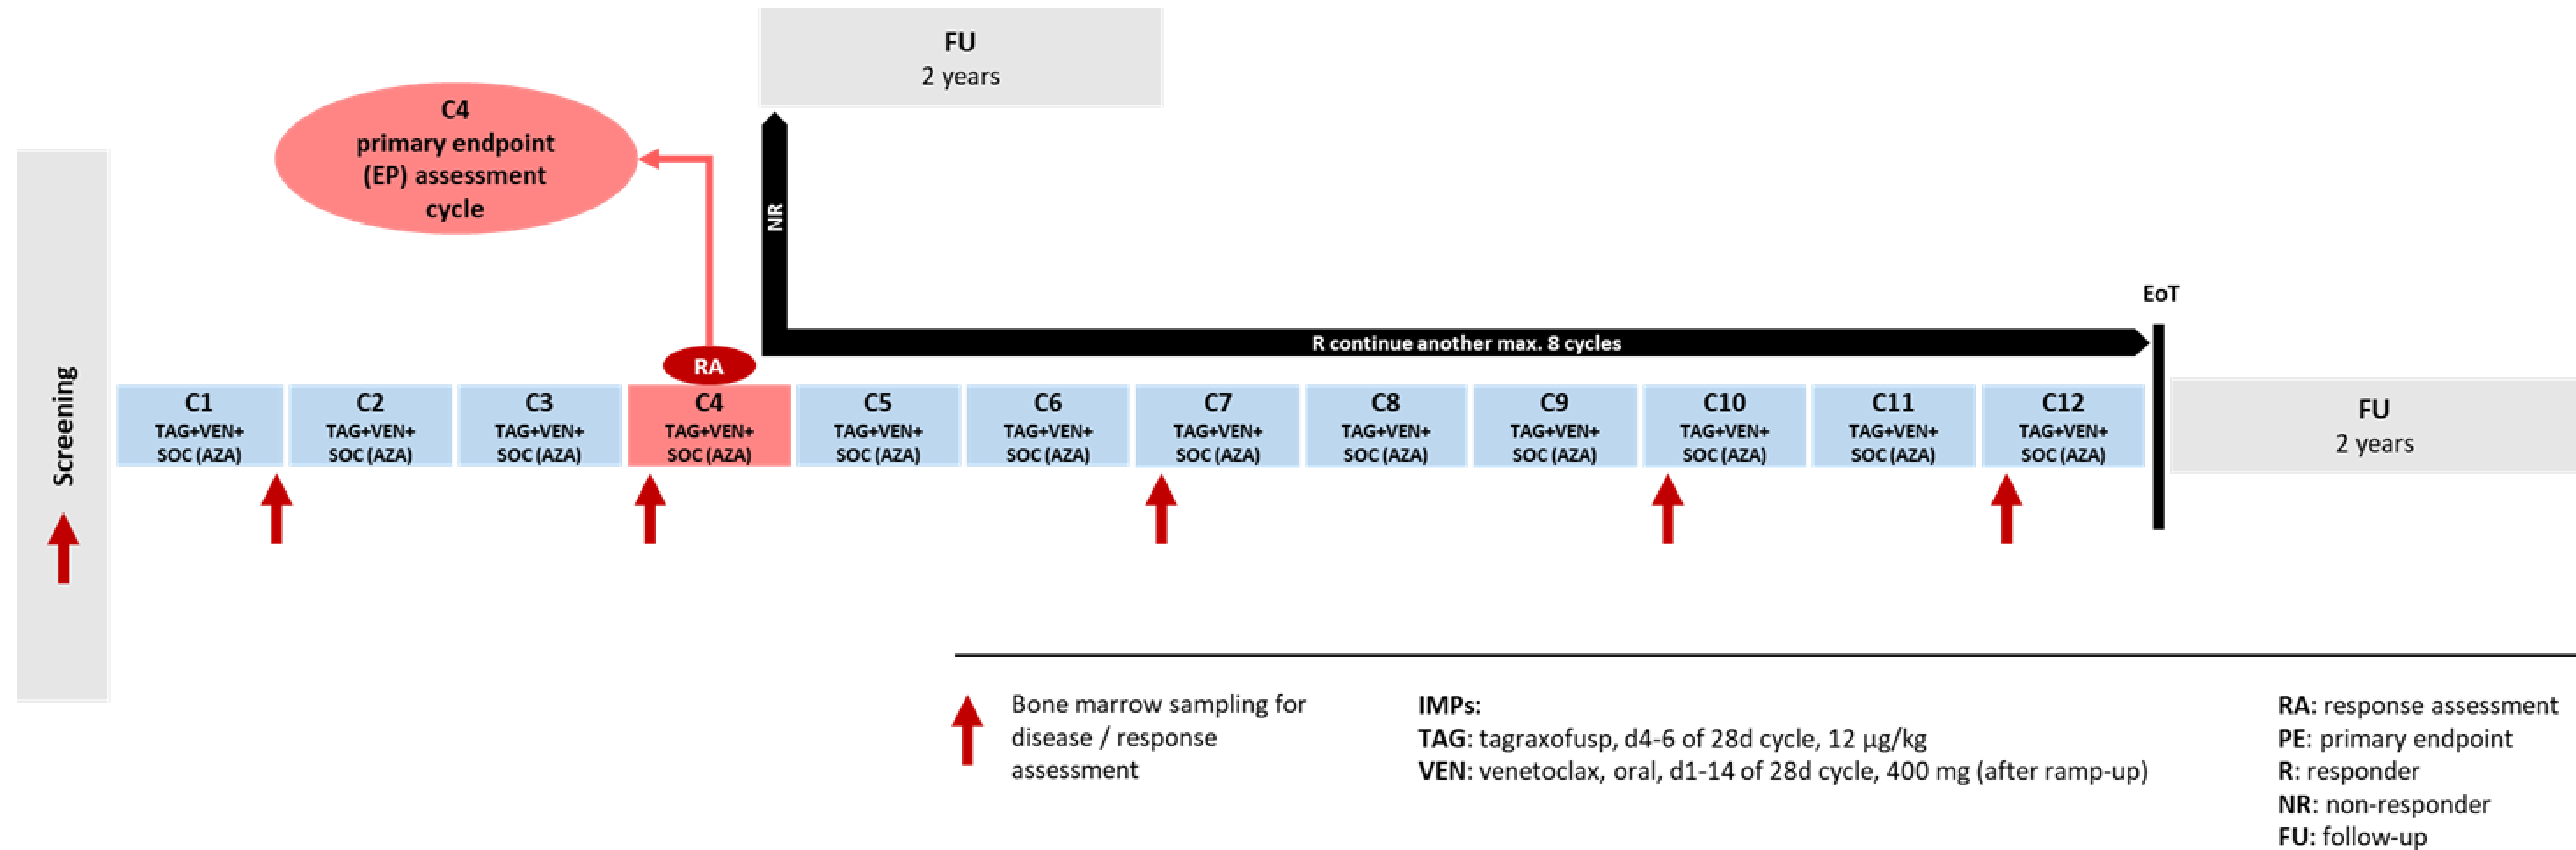 FU
2 years
C4
primary endpoint
(EP) assessment
cycle
NR
EoT
R continue another max. 8 cycles
RA
Screening
C1
TAG+VEN+
SOC (AZA)
C2
TAG+VEN+
SOC (AZA)
C3
TAG+VEN+
SOC (AZA)
C4
TAG+VEN+
SOC (AZA)
C5
TAG+VEN+
SOC (AZA)
C6
TAG+VEN+
SOC (AZA)
C7
TAG+VEN+
SOC (AZA)
C8
TAG+VEN+
SOC (AZA)
C9
TAG+VEN+
SOC (AZA)
C10
TAG+VEN+
SOC (AZA)
C11
TAG+VEN+
SOC (AZA)
C12
TAG+VEN+
SOC (AZA)
FU
2 years
Bone marrow sampling for
disease / response
assessment
IMPs:
TAG: tagraxofusp, d4-6 of 28d cycle, 12 µg/kg
VEN: venetoclax, oral, d1-14 of 28d cycle, 400 mg (after ramp-up)
RA: response assessment
PE: primary endpoint
R: responder
NR: non-responder
FU: follow-up